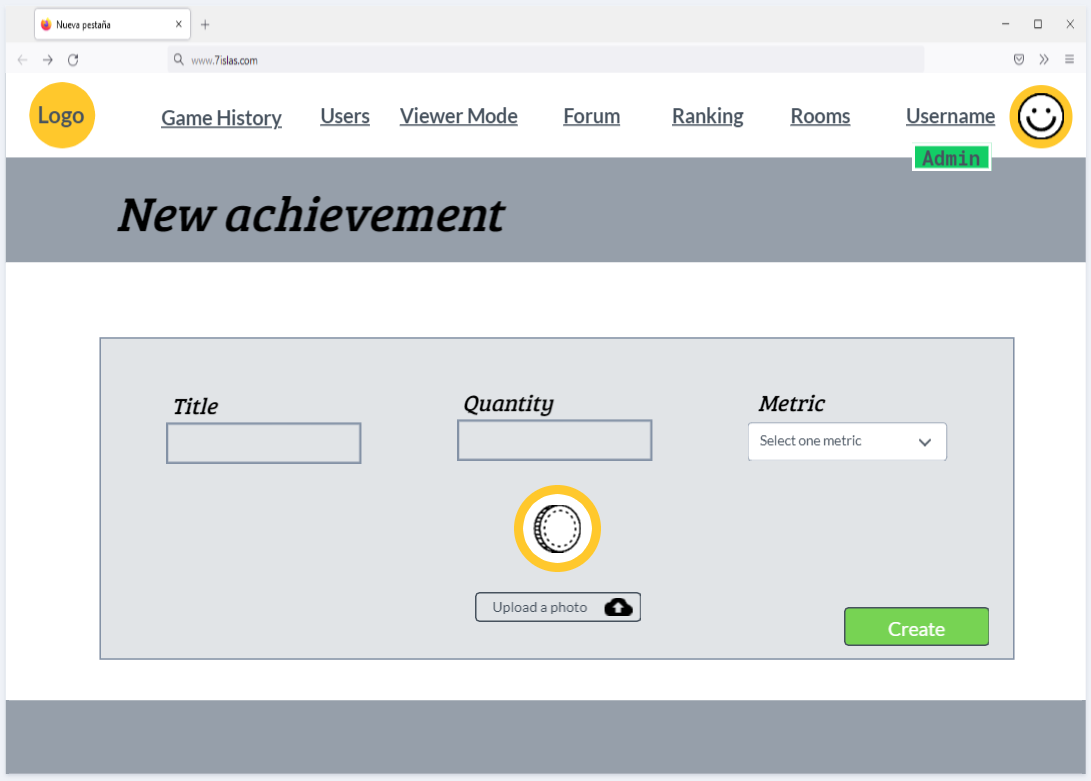 Nueva pestaña
www.7islas.com
Logo
Game History
Users
Viewer Mode
Forum
Ranking
Rooms
Username
Admin
New achievement
Title
Quantity
Metric
Select one metric
Upload a photo
Create